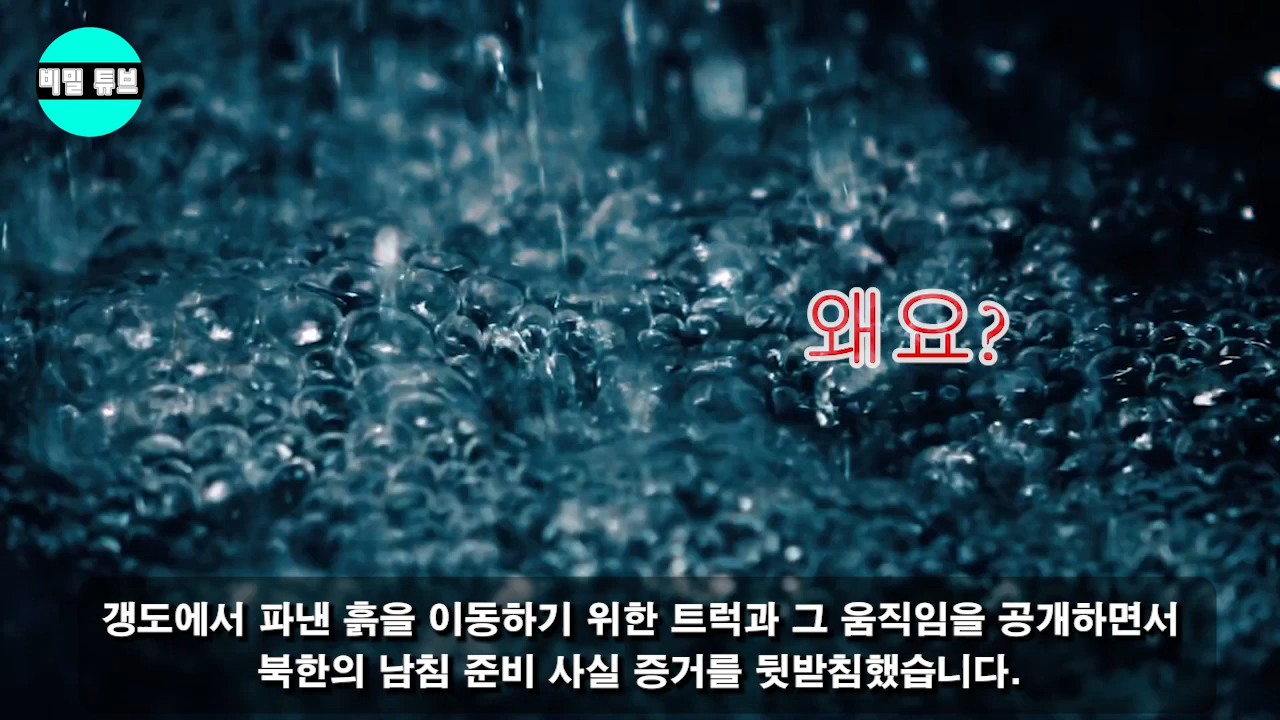 비밀 튜브
왜요?
갱도에서 파낸 흙을 이동하기 위한 트럭과 그 움직임을 공개하면서
북한의 남침 준비 사실 증거를 뒷받침했습니다.